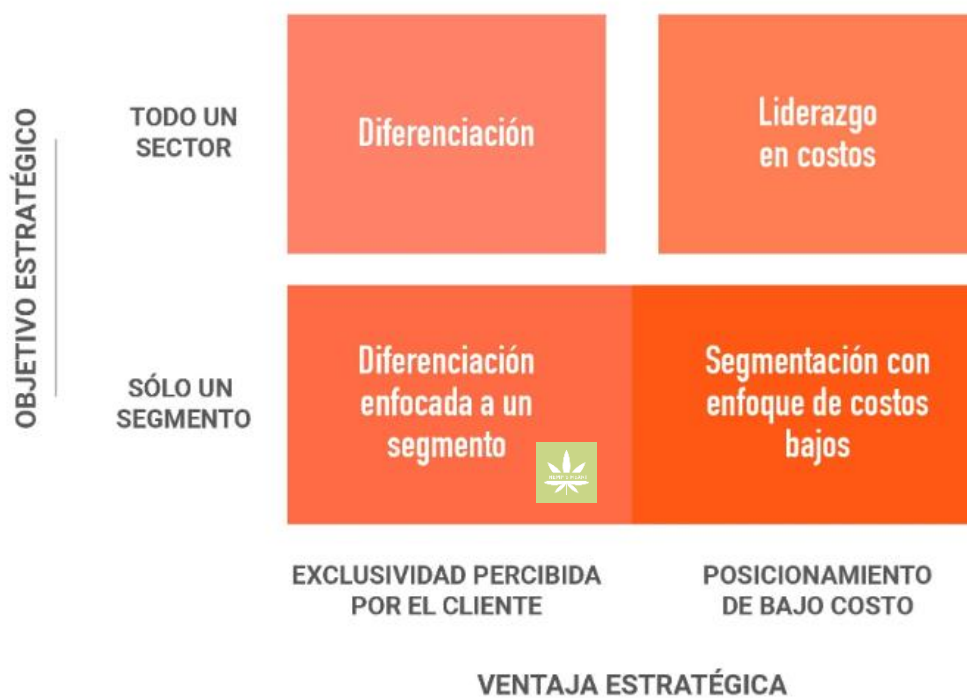 OBJETIVO ESTRATÉGICO
TODO UN
SECTOR
Diferenciación
Liderazgo
en costos
SÓLO UN
SEGMENTO
Diferenciación
enfocada a un
segmento
Segmentación con
enfoque de costos
bajos
EXCLUSIVIDAD PERCIBIDA
POR EL CLIENTE
POSICIONAMIENTO
DE BAJO COSTO
VENTAJA ESTRATÉGICA